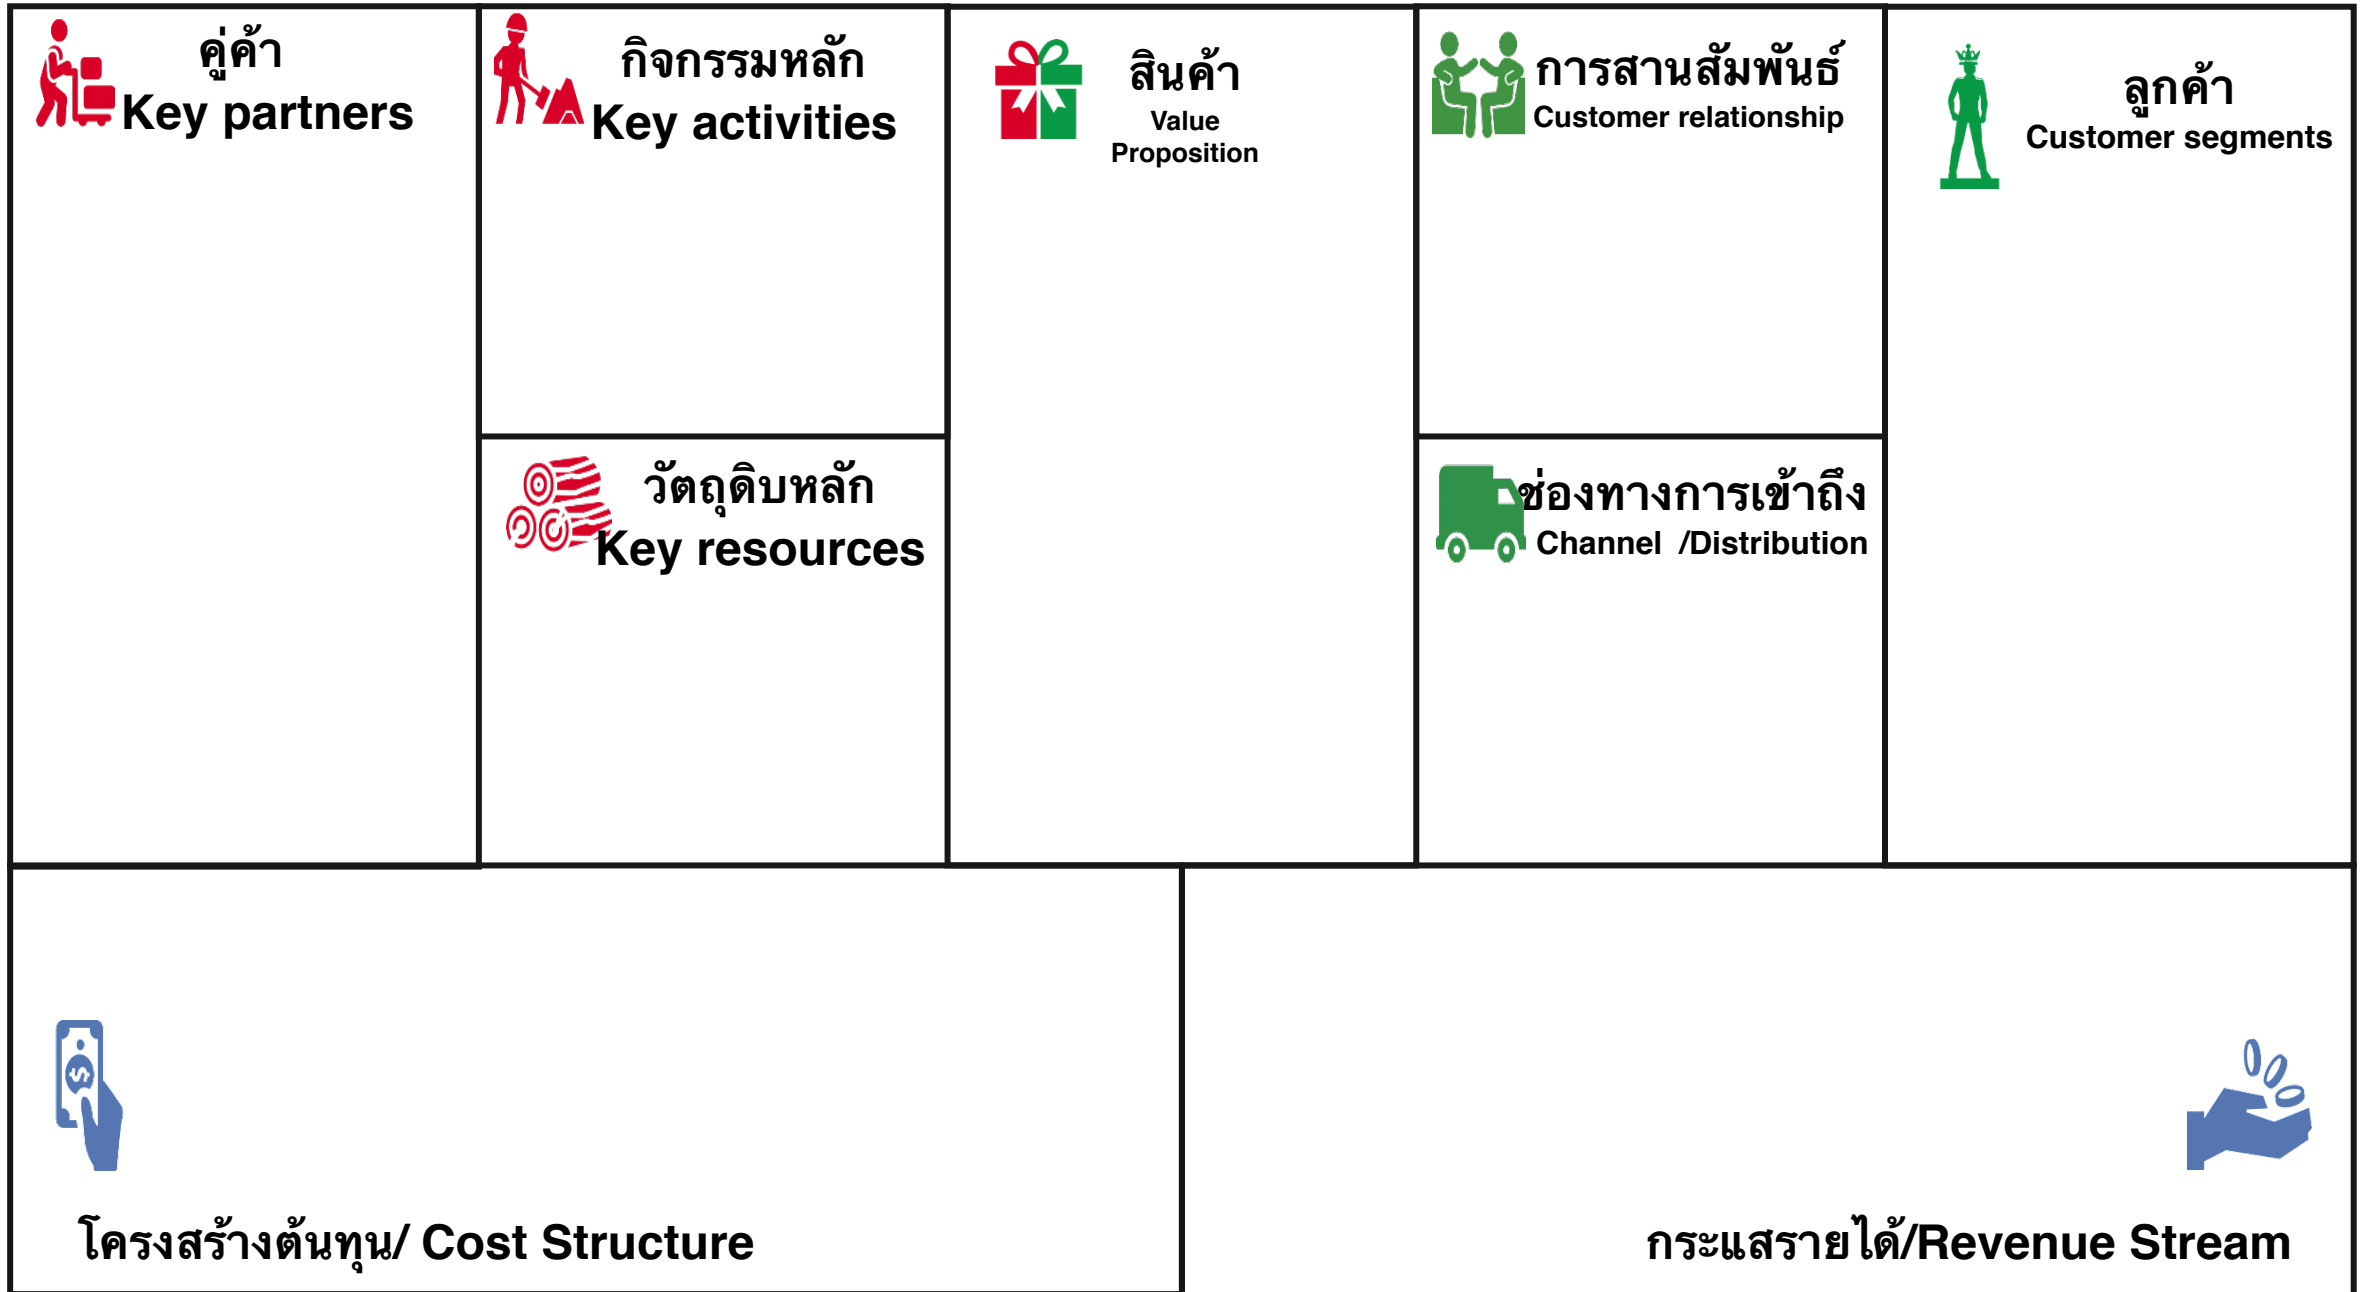 คู่ค้า
Key partners
กิจกรรมหลัก
Key activities
วัตถุดิบหลัก
Key resources
สินค้า
Value
Proposition
การสานสัมพันธ์
Customer relationship
ช่องทางการเข้าถึง
Channel /Distribution
ลูกค้า
Customer segments
$
โครงสร้างต้นทุน/ Cost Structure
กระแสรายได้/Revenue Stream